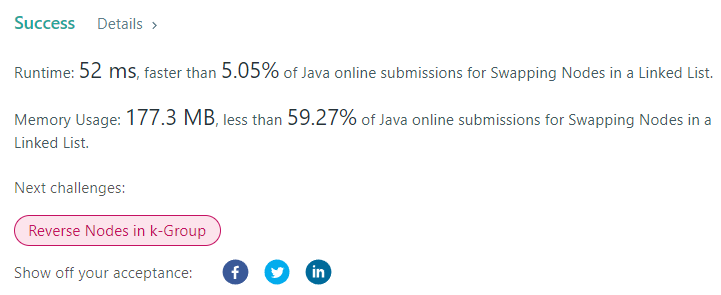 Success Details >
Runtime: 52 ms, faster than 5.05% of Java online submissions for Swapping Nodes in a Linked List.
Memory Usage: 177.3 MB, less than 59.27% of Java online submissions for Swapping Nodes in a
Linked List.
Next challenges:
Reverse Nodes in k-Group
Show off your acceptance: